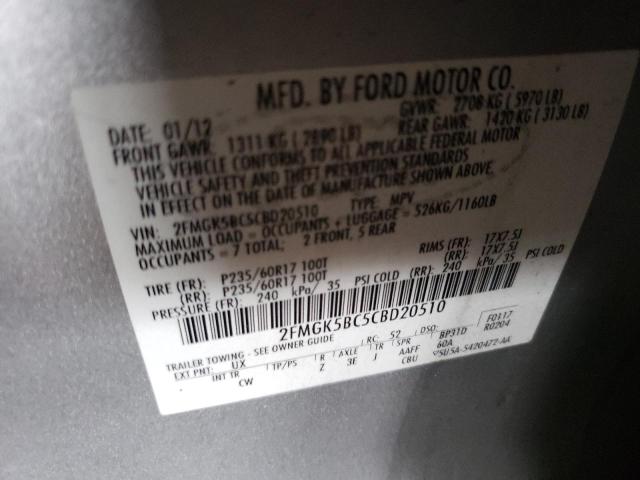 MFD. BY FORD MOTOR CO.
DATE: 01/12 GVWR: 2708 KG ( 5970 LB)
FRONT GAWR: 1311 KG ( 2890 LB) REAR GAWR: 1420 KG ( 3130 LB)
THIS VEHICLE CONFORMS TO ALL APPLICABLE FEDERAL MOTOR
VEHICLE SAFETY AND THEFT PREVENTION STANDARDS
IN EFFECT ON THE DATE OF MANUFACTURE SHOWN ABOVE.
VIN: 2FMGK5BC5CBD20510 TYPE: MPV
MAXIMUM LOAD = OCCUPANTS + LUGGAGE = 526KG/1160LB
OCCUPANTS = 7 TOTAL; 2 FRONT, 5 REAR
TIRE (FR): P235/60R17 100T RIMS (FR): 17X7.5J
(RR): P235/60R17 100T (RR): 17X7.5J
PRESSURE (FR): 240 kPa/ 35 PSI COLD (RR): 240 kPa/ 35 PSI COLD
2FMGK5BC5CBD20510
TRAILER TOWING - SEE OWNER GUIDE RC: 52 DSO: F0117
EXT PNT: UX BP31D R0204
INT TR TP/PS R AXLE TR SPR 60A
CW Z 3E J AAFF
CBU SU5A-5420472-AA